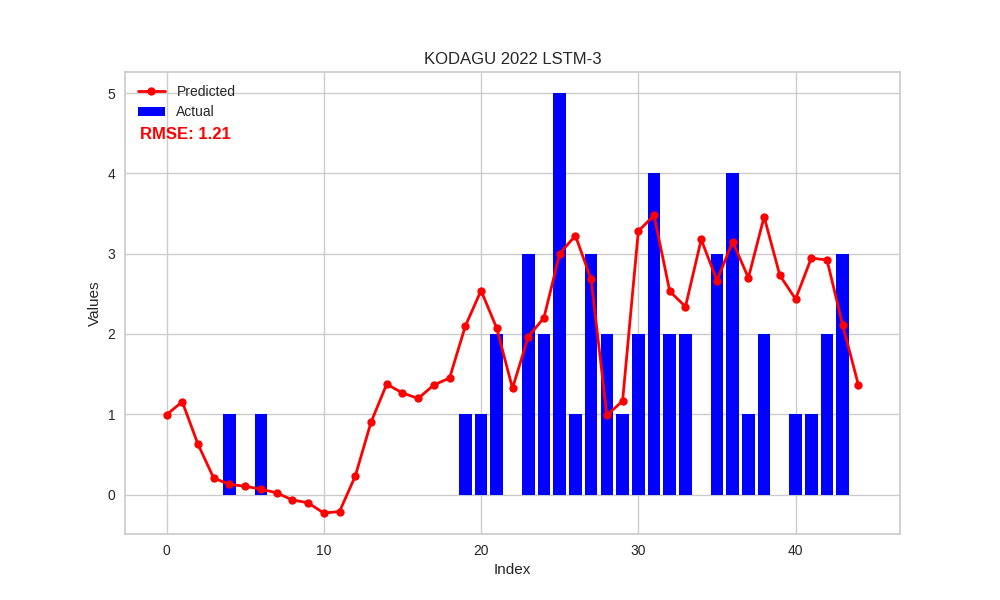 KODAGU 2022 LSTM-3
Predicted
Actual
RMSE: 1.21
5
4
3
2
1
0
Values
0 10 20 30 40
Index